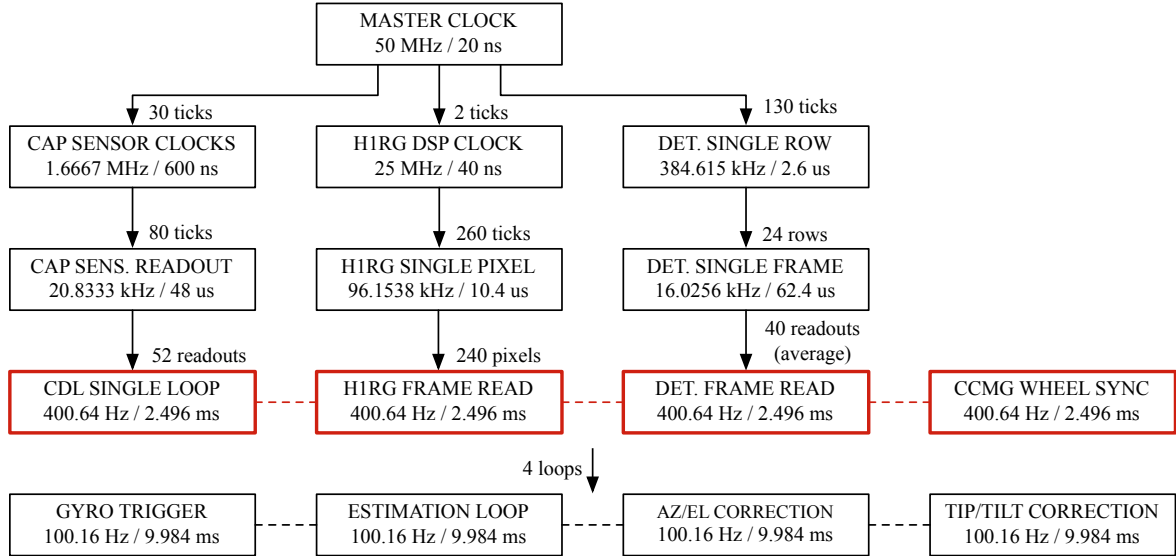 MASTER CLOCK
50 MHz / 20 ns
30 ticks
2 ticks
130 ticks
CAP SENSOR CLOCKS
1.6667 MHz / 600 ns
H1RG DSP CLOCK
25 MHz / 40 ns
DET. SINGLE ROW
384.615 kHz / 2.6 us
80 ticks
260 ticks
24 rows
CAP SENS. READOUT
20.8333 kHz / 48 us
H1RG SINGLE PIXEL
96.1538 kHz / 10.4 us
DET. SINGLE FRAME
16.0256 kHz / 62.4 us
52 readouts
240 pixels
40 readouts
(average)
CDL SINGLE LOOP
400.64 Hz / 2.496 ms
H1RG FRAME READ
400.64 Hz / 2.496 ms
DET. FRAME READ
400.64 Hz / 2.496 ms
CCMG WHEEL SYNC
400.64 Hz / 2.496 ms
4 loops
GYRO TRIGGER
100.16 Hz / 9.984 ms
ESTIMATION LOOP
100.16 Hz / 9.984 ms
AZ/EL CORRECTION
100.16 Hz / 9.984 ms
TIP/TILT CORRECTION
100.16 Hz / 9.984 ms